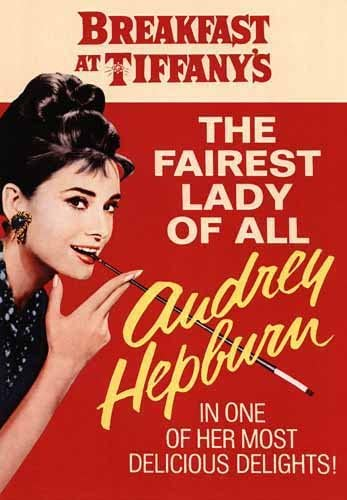 BREAKFAST
AT TIFFANY'S
THE
FAIREST
LADY
OF ALL
Audrey
Hepburn
IN ONE
OF HER MOST
DELICIOUS DELIGHTS!